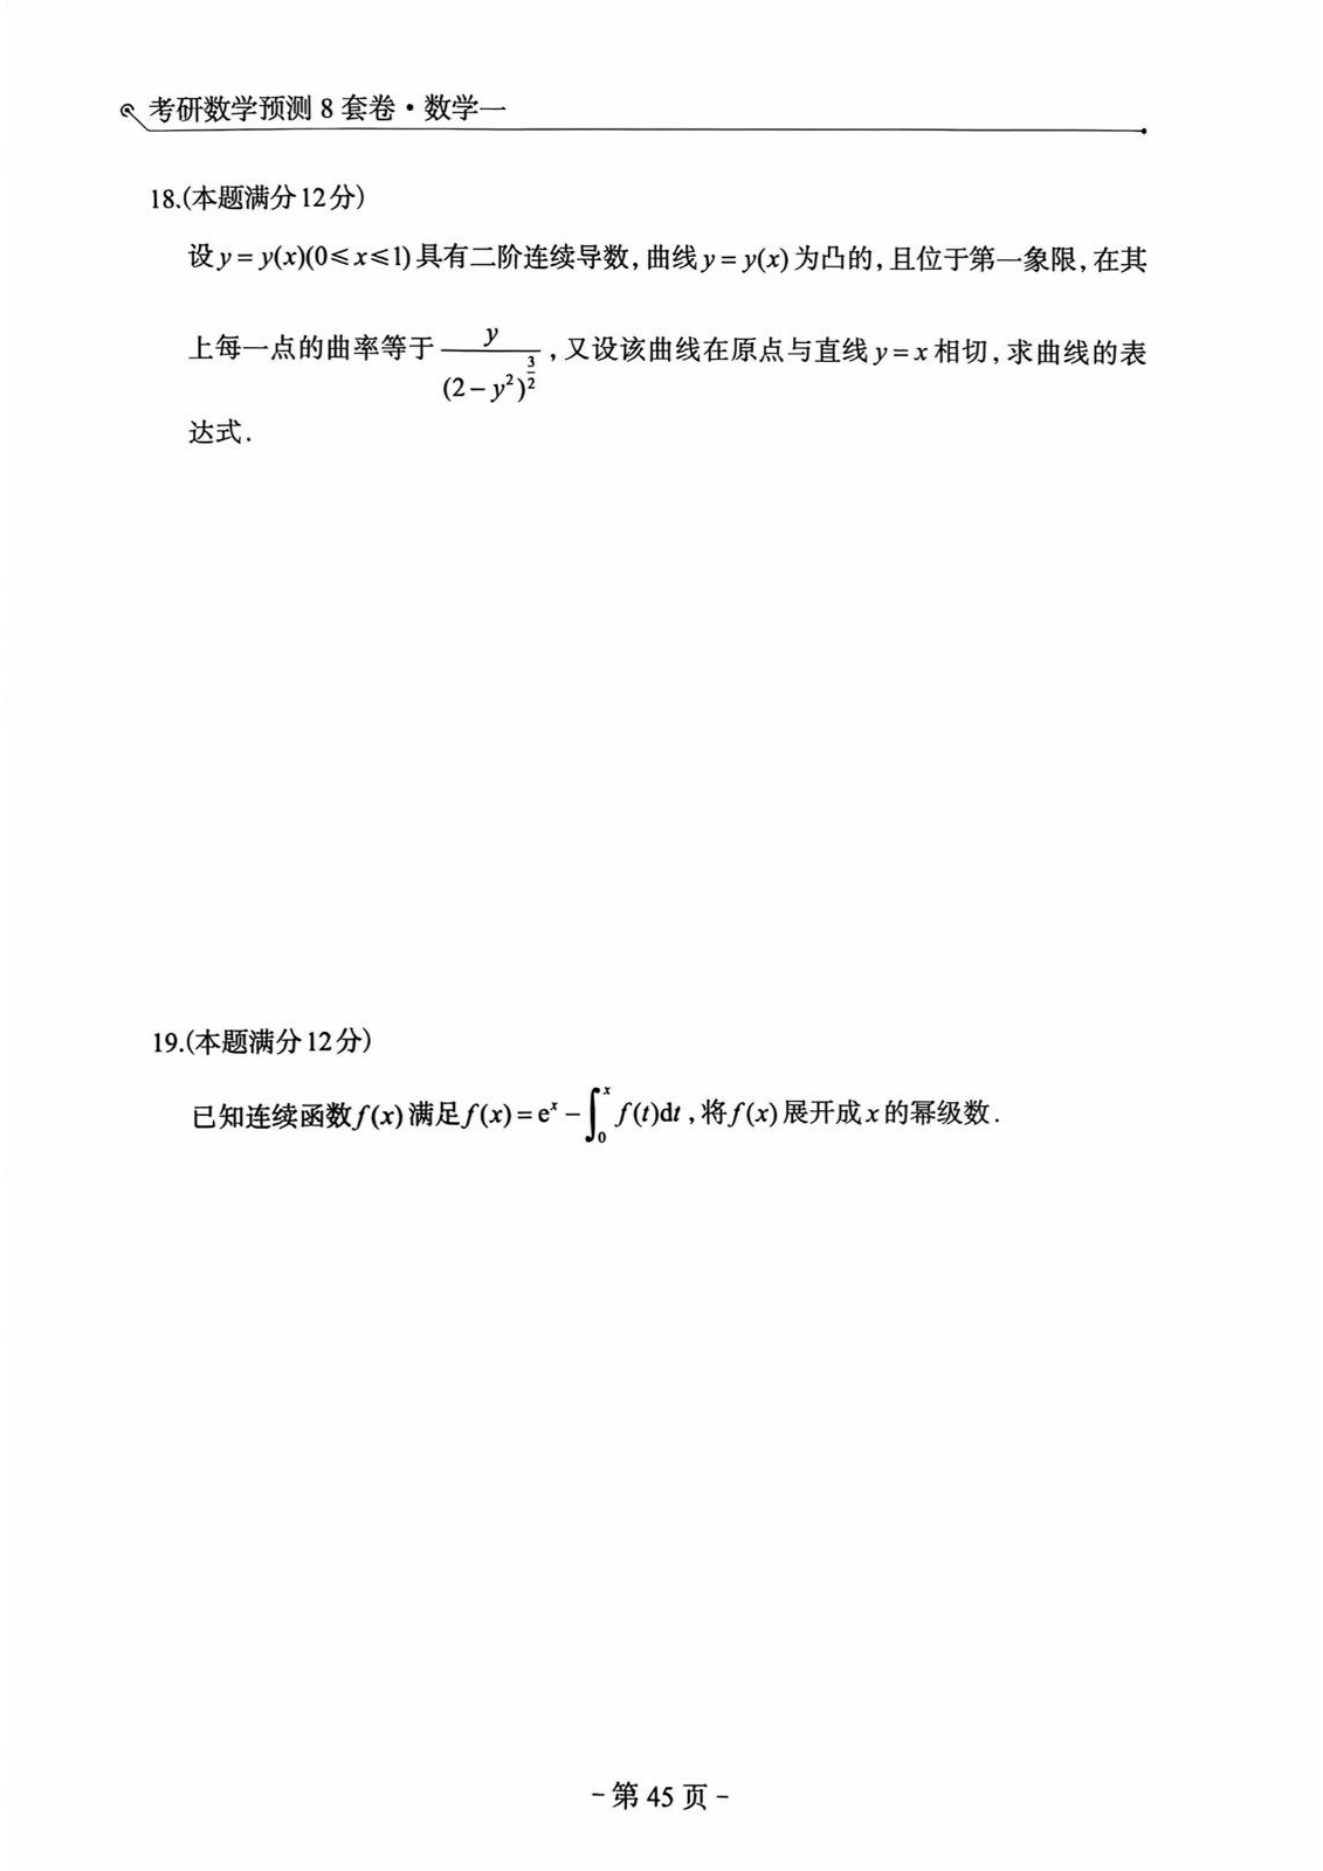 考研数学预测 8 套卷·数学一
18.(本题满分12分)
设y=y(x)(0⩽x⩽1)具有二阶连续导数,曲线y=y(x)为凸的,且位于第一象限,在其
上每一点的曲率等于 y/(2-y²)^(3/2) ,又设该曲线在原点与直线y=x相切,求曲线的表
达式.
19.(本题满分12分)
已知连续函数f(x)满足f(x)=eˣ-∫₀ˣ f(t)dt,将f(x)展开成x的幂级数.
-第 45 页-